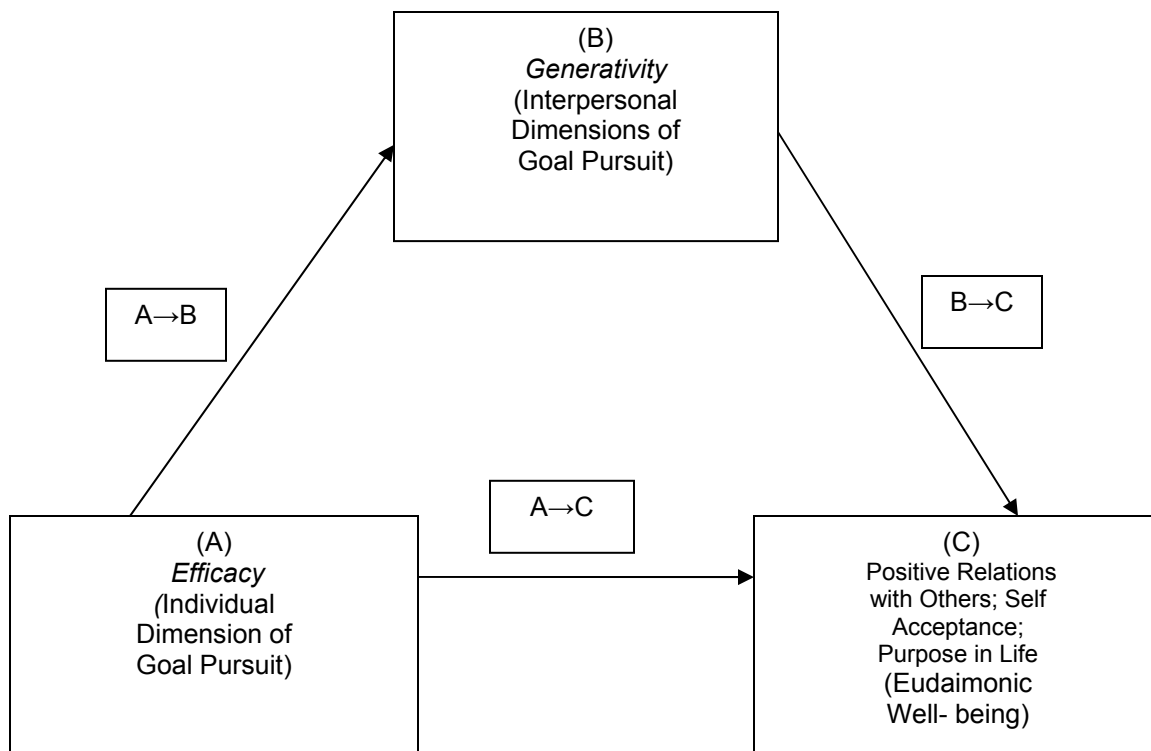 (B)
Generativity
(Interpersonal
Dimensions of
Goal Pursuit)
A→B
B→C
A→C
(A)
Efficacy
(Individual
Dimension of
Goal Pursuit)
(C)
Positive Relations
with Others; Self
Acceptance;
Purpose in Life
(Eudaimonic
Well- being)